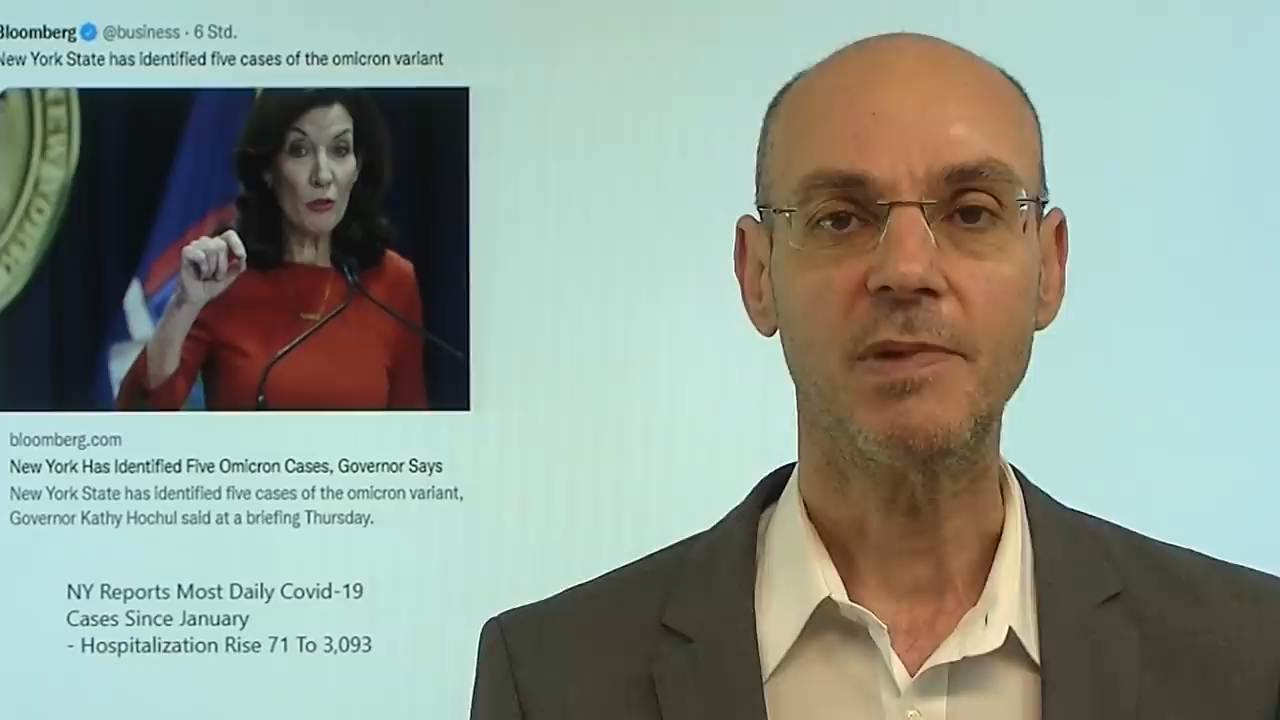 Bloomberg @business · 6 Std.
New York State has identified five cases of the omicron variant
bloomberg.com
New York Has Identified Five Omicron Cases, Governor Says
New York State has identified five cases of the omicron variant,
Governor Kathy Hochul said at a briefing Thursday.
NY Reports Most Daily Covid-19
Cases Since January
- Hospitalization Rise 71 To 3,093